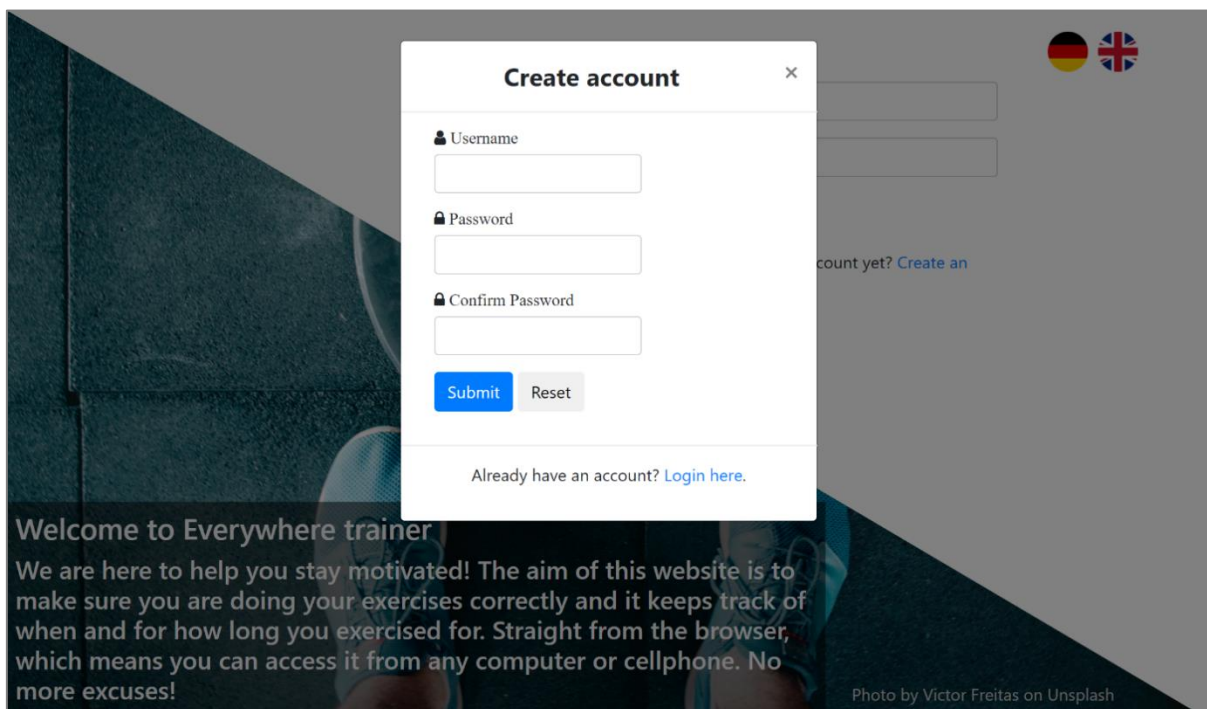 Create account
×
Username
Password
Confirm Password
Submit Reset
Already have an account? Login here.
count yet? Create an
Welcome to Everywhere trainer
We are here to help you stay motivated! The aim of this website is to
make sure you are doing your exercises correctly and it keeps track of
when and for how long you exercised for. Straight from the browser,
which means you can access it from any computer or cellphone. No
more excuses!
Photo by Victor Freitas on Unsplash